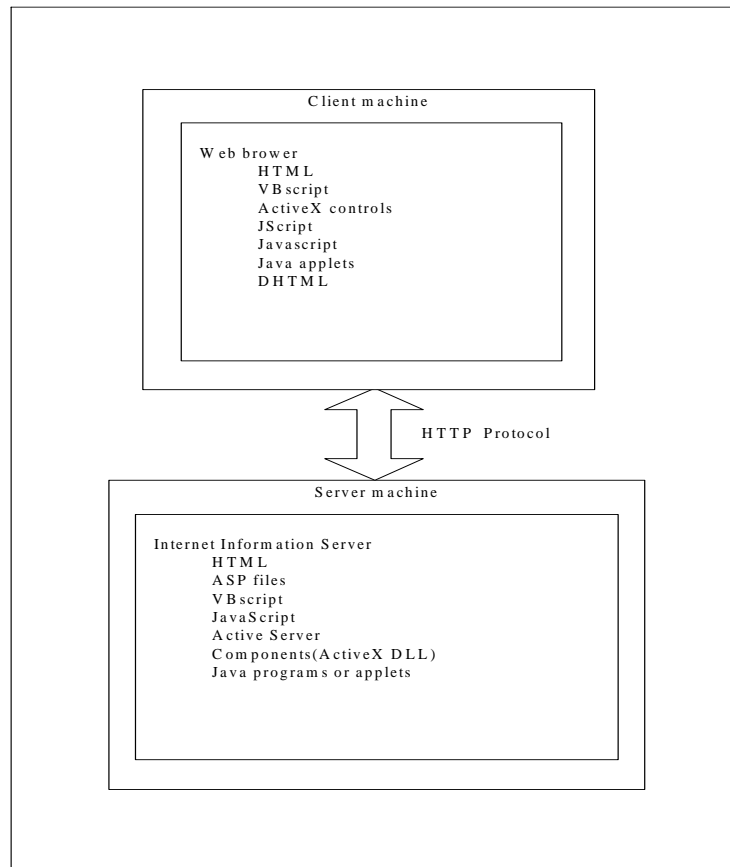 Client machine
Web brower
HTML
VBscript
ActiveX controls
JScript
Javascript
Java applets
DHTML
HTTP Protocol
Server machine
Internet Information Server
HTML
ASP files
VBscript
JavaScript
Active Server
Components(ActiveX DLL)
Java programs or applets